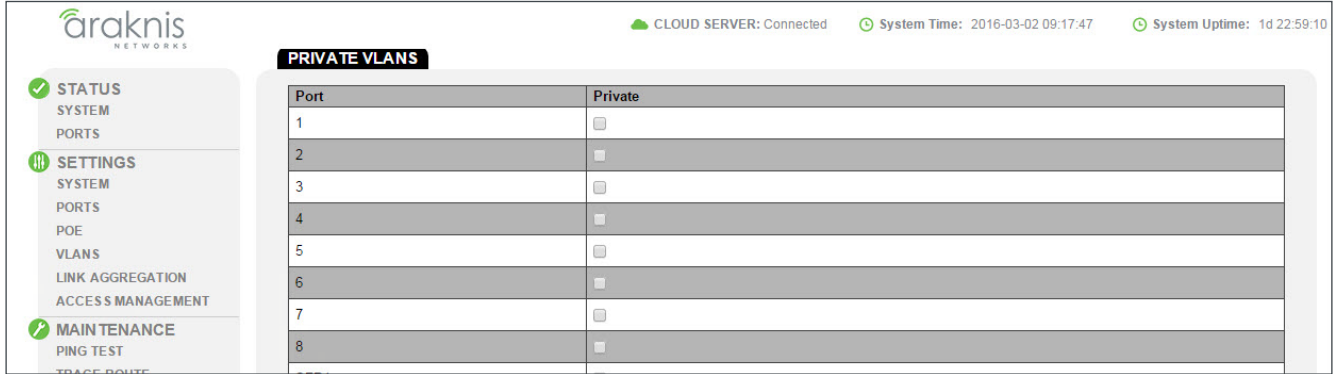 araknis
NETWORKS
CLOUD SERVER: Connected
System Time: 2016-03-02 09:17:47
System Uptime: 1d 22:59:10
PRIVATE VLANS
STATUS
SYSTEM
PORTS
SETTINGS
SYSTEM
PORTS
POE
VLANS
LINK AGGREGATION
ACCESS MANAGEMENT
MAINTENANCE
PING TEST
TRACE ROUTE
Port Private
1
2
3
4
5
6
7
8